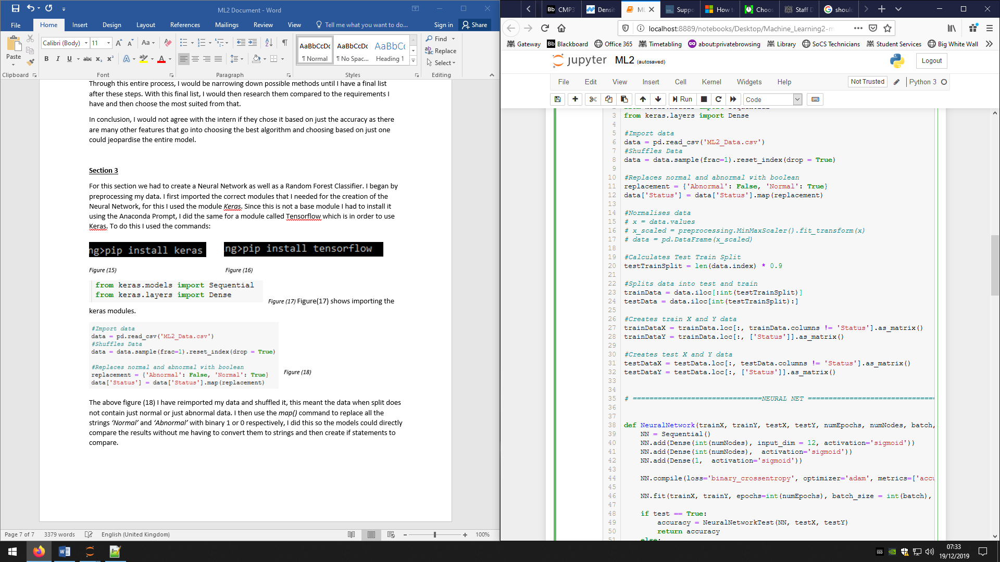 ML2 Document - Word
File Home Insert Design Layout References Mailings Review View Tell me what you want to do... Sign in Share
Paste
Calibri (Body) 11
Aa
B I U abc X₂ X²
AaBbCcDc AaBbCcDc AaBbCc
¶ Normal ¶ No Spac... Heading 1
Find
Replace
Select
Clipboard Font Paragraph Styles Editing
Through this entire process, I would be narrowing down possible methods until I have a final list
after these steps. With this final list, I would then research them compared to the requirements I
have and then choose the most suited from that.
In conclusion, I would not agree with the intern if they chose it based on just the accuracy as there
are many other features that go into choosing the best algorithm and choosing based on just one
could jeopardise the entire model.
Section 3
For this section we had to create a Neural Network as well as a Random Forest Classifier. I began by
preprocessing my data. I first imported the correct modules that I needed for the creation of the
Neural Network, for this I used the module Keras. Since this is not a base module I had to install it
using the Anaconda Prompt, I did the same for a module called Tensorflow which is in order to use
Keras. To do this I used the commands:
ng>pip install keras
ng>pip install tensorflow
Figure (15) Figure (16)
from keras.models import Sequential
from keras.layers import Dense
Figure (17) Figure(17) shows importing the
keras modules.
#Import data
data = pd.read_csv('ML2_Data.csv')
#Shuffles Data
data = data.sample(frac=1).reset_index(drop = True)
#Replaces normal and abnormal with boolean
replacement = {'Abnormal': False, 'Normal': True}
data['Status'] = data['Status'].map(replacement)
Figure (18)
The above figure (18) I have reimported my data and shuffled it, this meant the data when split does
not contain just normal or just abnormal data. I then use the map() command to replace all the
strings ‘Normal’ and ‘Abnormal’ with binary 1 or 0 respectively, I did this so the models could directly
compare the results without me having to convert them to strings and then create if statements to
compare.
Page 7 of 7 3379 words English (United Kingdom) 100%
Bb CMP3 Densit ML Suppo How t Choos Staff D G shoul
localhost:8889/notebooks/Desktop/Machine_Learning2-m
Gateway Bb Blackboard Office 365 Timetabling about:privatebrowsing Library SoCS Technicians Student Services Big White Wall
jupyter ML2 (autosaved) Logout
File Edit View Insert Cell Kernel Widgets Help Not Trusted Python 3
Run Code
3 from keras.layers import Dense
4
5 #Import data
6 data = pd.read_csv('ML2_Data.csv')
7 #Shuffles Data
8 data = data.sample(frac=1).reset_index(drop = True)
9
10 #Replaces normal and abnormal with boolean
11 replacement = {'Abnormal': False, 'Normal': True}
12 data['Status'] = data['Status'].map(replacement)
13
14 #Normalises data
15 # x = data.values
16 # x_scaled = preprocessing.MinMaxScaler().fit_transform(x)
17 # data = pd.DataFrame(x_scaled)
18
19 #Calculates Test Train Split
20 testTrainSplit = len(data.index) * 0.9
21
22 #Splits data into test and train
23 trainData = data.iloc[:int(testTrainSplit)]
24 testData = data.iloc[int(testTrainSplit):]
25
26 #Creates train X and Y data
27 trainDataX = trainData.loc[:, trainData.columns != 'Status'].as_matrix()
28 trainDataY = trainData.loc[:, ['Status']].as_matrix()
29
30 #Creates test X and Y data
31 testDataX = testData.loc[:, testData.columns != 'Status'].as_matrix()
32 testDataY = testData.loc[:, ['Status']].as_matrix()
33
34
35 # ===============================NEURAL NET ===============================
36
37
38 def NeuralNetwork(trainX, trainY, testX, testY, numEpochs, numNodes, batch,
39 NN = Sequential()
40 NN.add(Dense(int(numNodes), input_dim = 12, activation='sigmoid'))
41 NN.add(Dense(int(numNodes), activation='sigmoid'))
42 NN.add(Dense(1, activation='sigmoid'))
43
44 NN.compile(loss='binary_crossentropy', optimizer='adam', metrics=['accu
45
46 NN.fit(trainX, trainY, epochs=int(numEpochs), batch_size = int(batch),
47
48 if test == True:
49 accuracy = NeuralNetworkTest(NN, testX, testY)
50 return accuracy
51 else:
07:33
19/12/2019